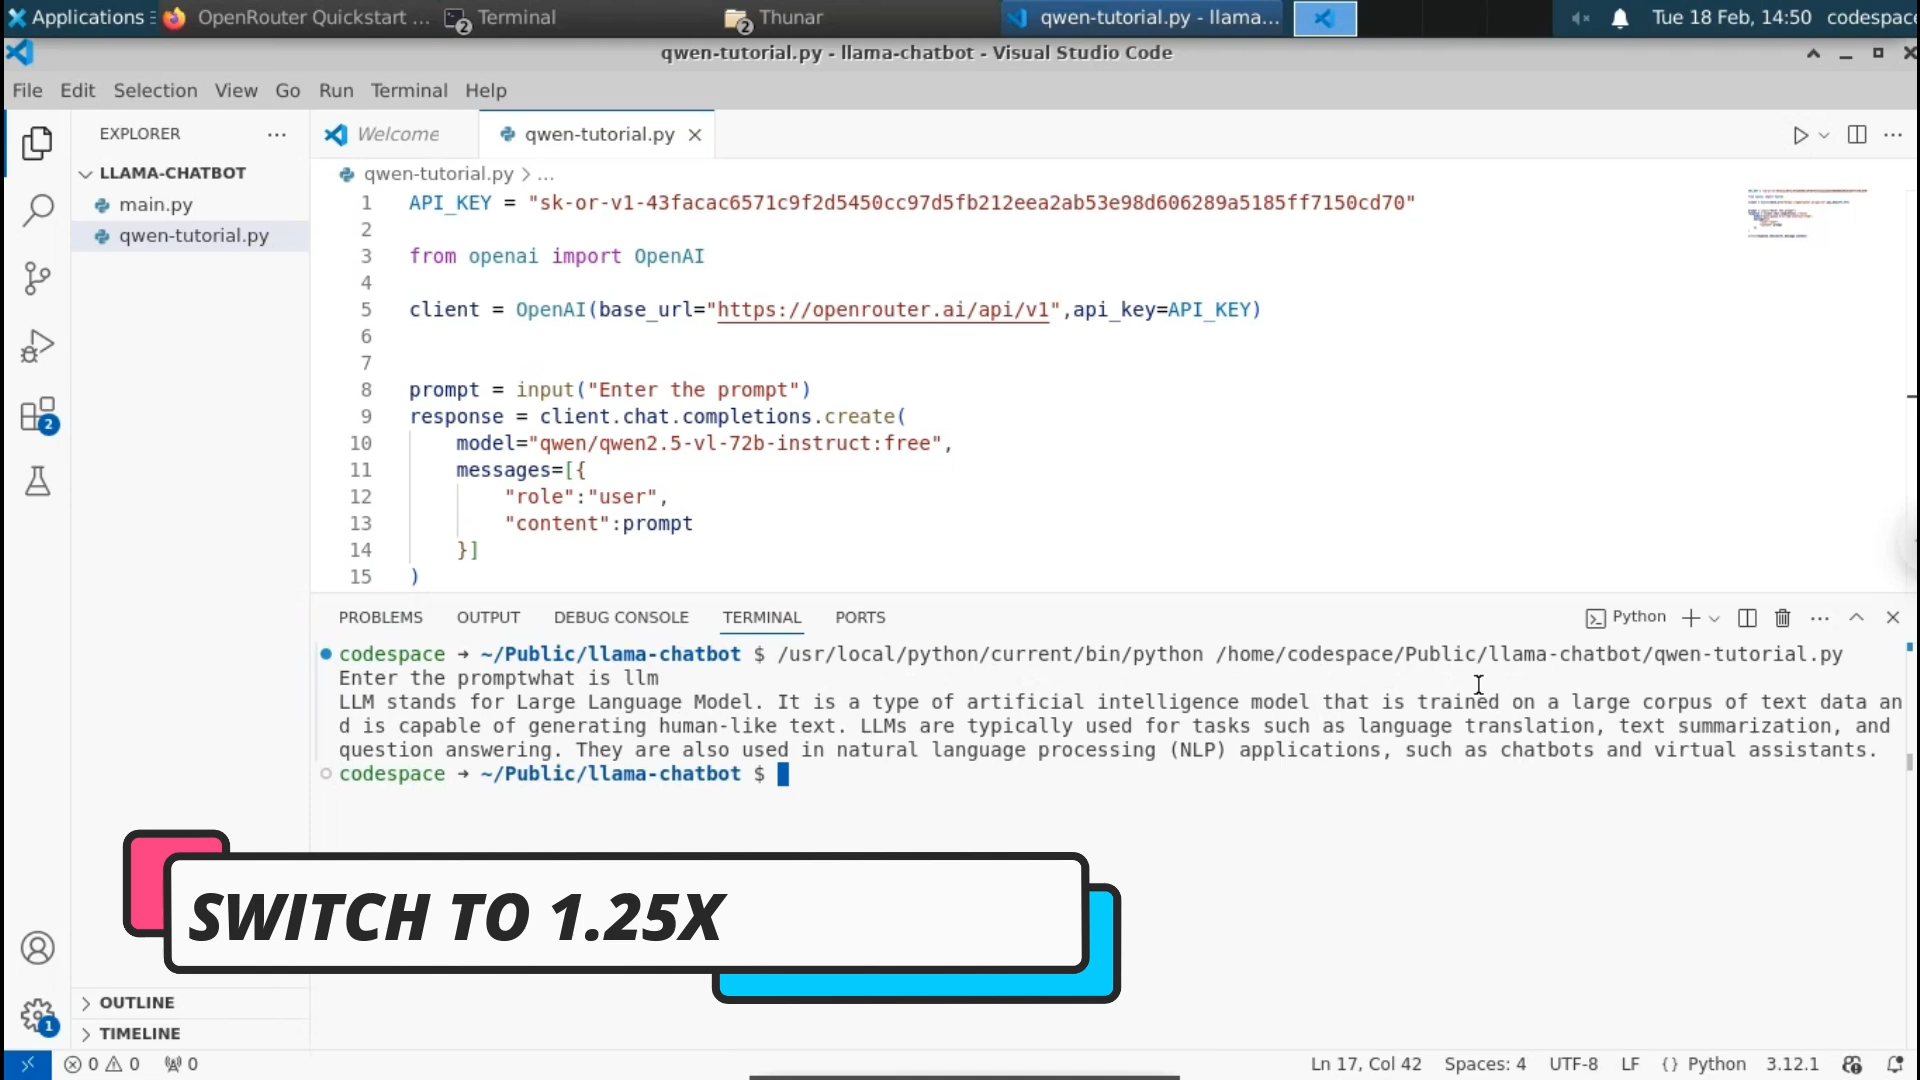 Applications
OpenRouter Quickstart ...
2
Terminal
2
Thunar
qwen-tutorial.py - llama...
Tue 18 Feb, 14:50
codespace
qwen-tutorial.py - llama-chatbot - Visual Studio Code
File Edit Selection View Go Run Terminal Help
EXPLORER
LLAMA-CHATBOT
main.py
qwen-tutorial.py
2
1
OUTLINE
TIMELINE
Welcome
qwen-tutorial.py
qwen-tutorial.py > ...
1 API_KEY = "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"
2
3 from openai import OpenAI
4
5 client = OpenAI(base_url="https://openrouter.ai/api/v1",api_key=API_KEY)
6
7
8 prompt = input("Enter the prompt")
9 response = client.chat.completions.create(
10 model="qwen/qwen2.5-vl-72b-instruct:free",
11 messages=[{
12 "role":"user",
13 "content":prompt
14 }]
15 )
PROBLEMS OUTPUT DEBUG CONSOLE TERMINAL PORTS
Python
codespace → ~/Public/llama-chatbot $ /usr/local/python/current/bin/python /home/codespace/Public/llama-chatbot/qwen-tutorial.py
Enter the promptwhat is llm
LLM stands for Large Language Model. It is a type of artificial intelligence model that is trained on a large corpus of text data an
d is capable of generating human-like text. LLMs are typically used for tasks such as language translation, text summarization, and
question answering. They are also used in natural language processing (NLP) applications, such as chatbots and virtual assistants.
codespace → ~/Public/llama-chatbot $
SWITCH TO 1.25X
0 0 0
Ln 17, Col 42 Spaces: 4 UTF-8 LF {} Python 3.12.1